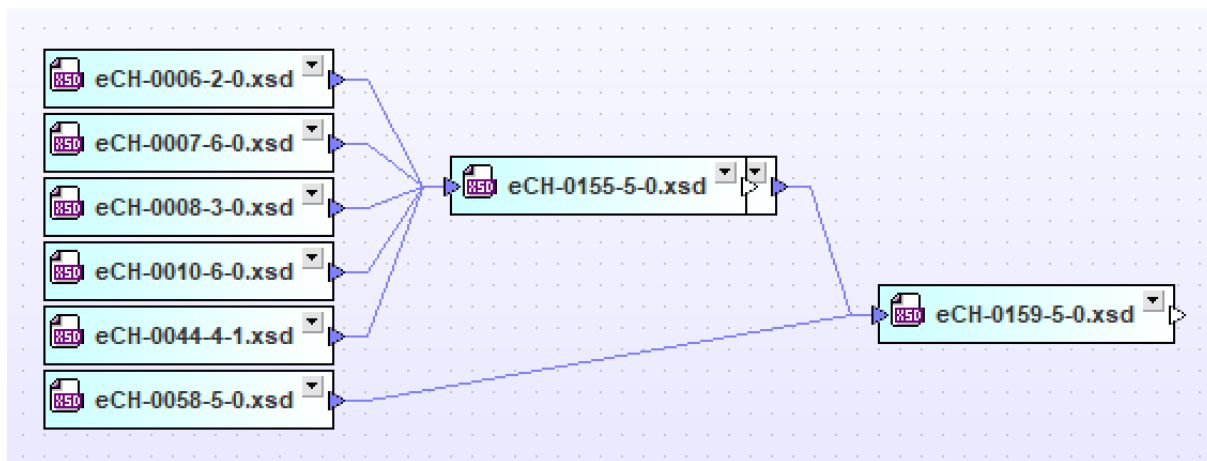 eCH-0006-2-0.xsd
eCH-0007-6-0.xsd
eCH-0008-3-0.xsd
eCH-0010-6-0.xsd
eCH-0044-4-1.xsd
eCH-0058-5-0.xsd
eCH-0155-5-0.xsd
eCH-0159-5-0.xsd